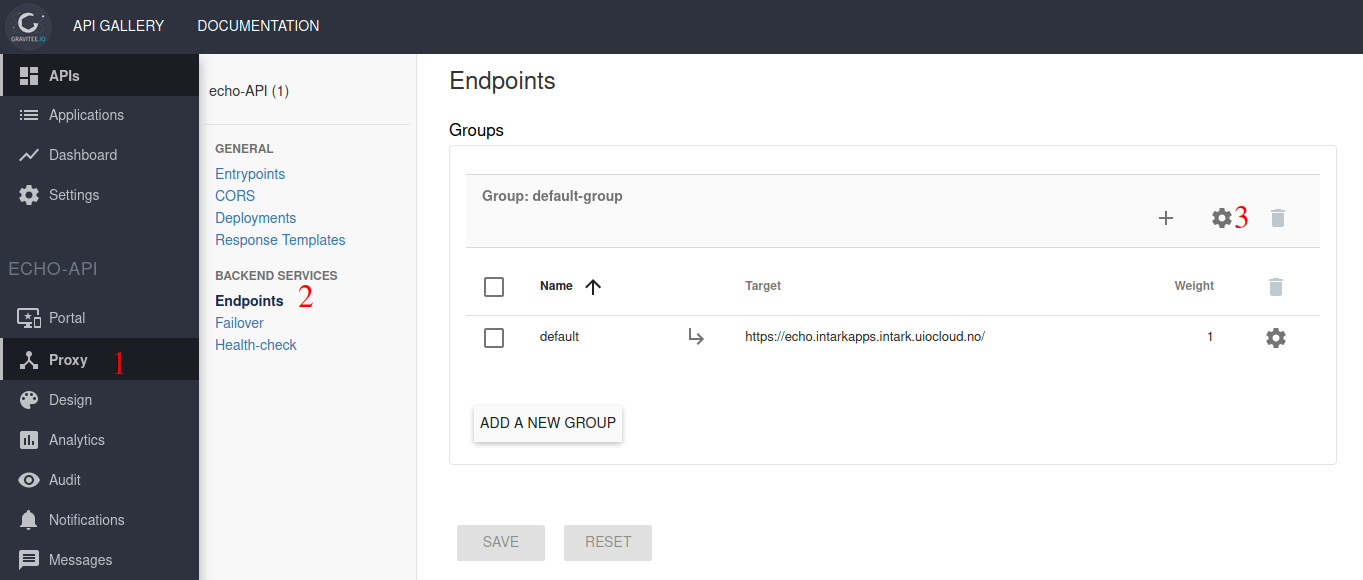 GRAVITEE.IO
API GALLERY
DOCUMENTATION
APIs
Applications
Dashboard
Settings
ECHO-API
Portal
Proxy 1
Design
Analytics
Audit
Notifications
Messages
echo-API (1)
GENERAL
Entrypoints
CORS
Deployments
Response Templates
BACKEND SERVICES
Endpoints 2
Failover
Health-check
Endpoints
Groups
Group: default-group
3
Name Target Weight
default https://echo.intarkapps.intark.uiocloud.no/ 1
ADD A NEW GROUP
SAVE RESET